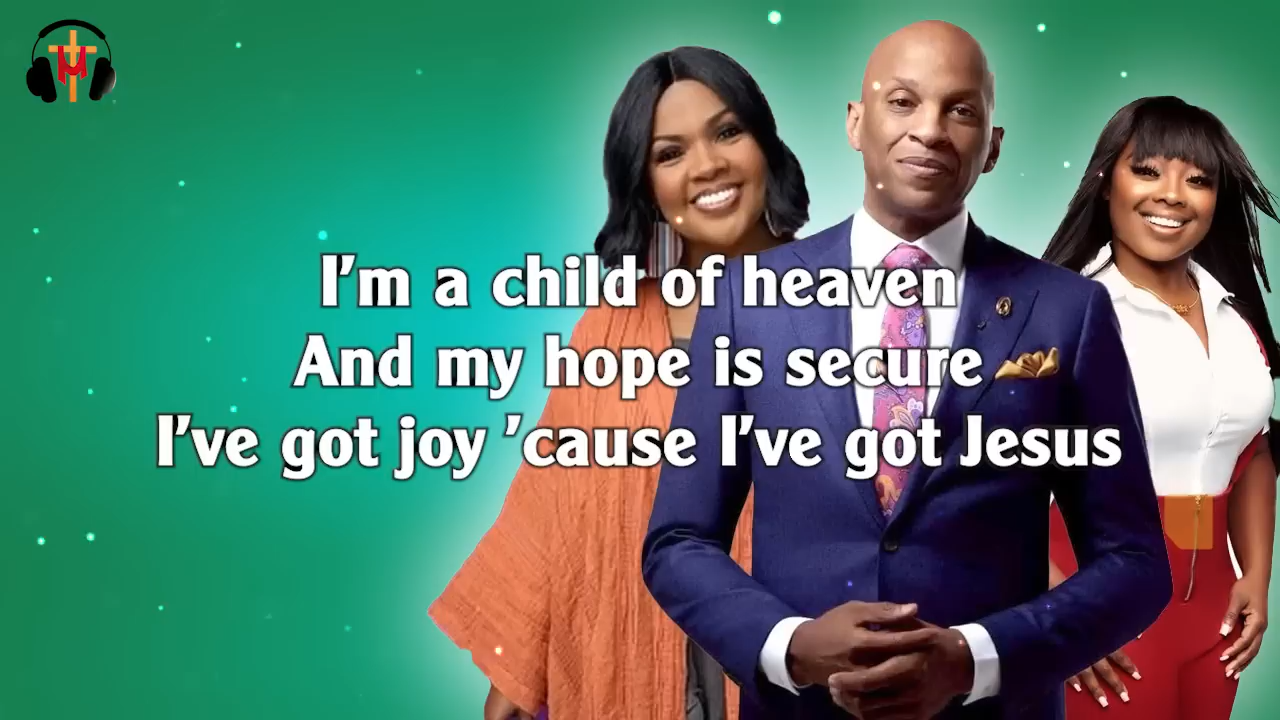 I'm a child of heaven
And my hope is secure
I've got joy 'cause I've got Jesus